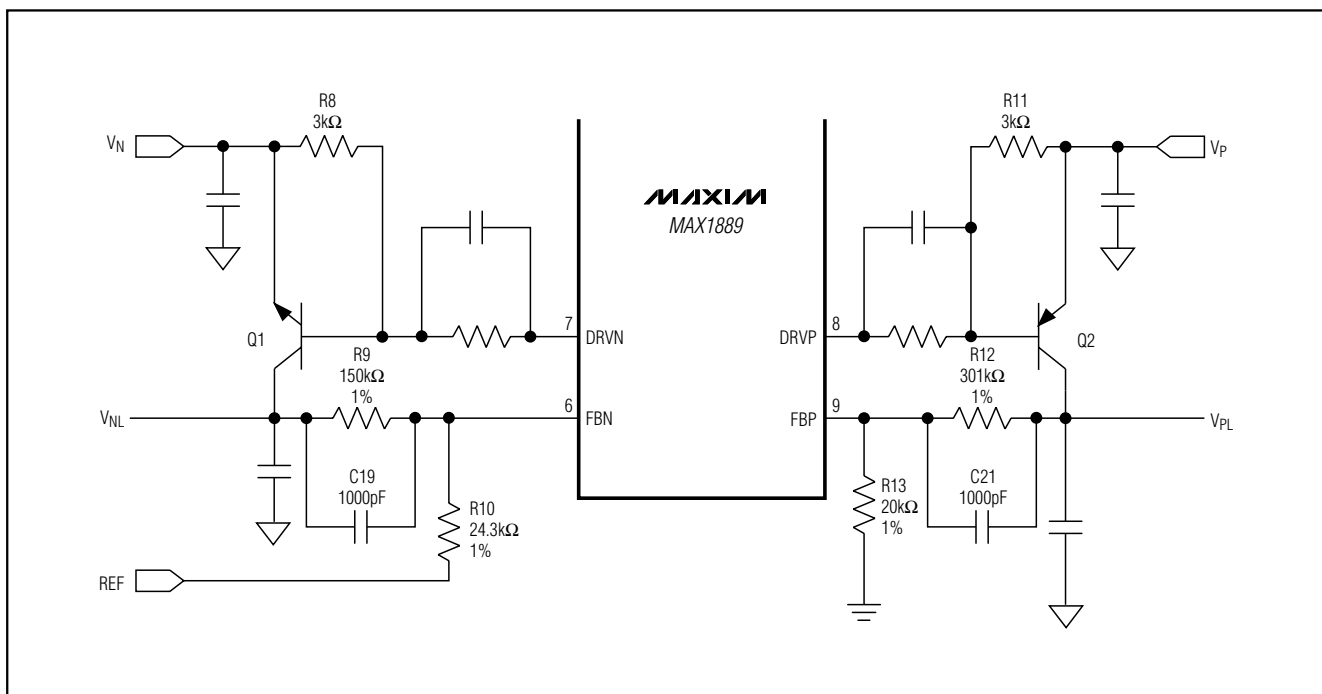 R8
3kΩ
R11
3kΩ
VN
VP
MAXIM
MAX1889
Q1
7
DRVN
DRVP
8
Q2
R9
150kΩ
1%
R12
301kΩ
1%
VNL
6
FBN
FBP
9
VPL
C19
1000pF
R10
24.3kΩ
1%
R13
20kΩ
1%
C21
1000pF
REF